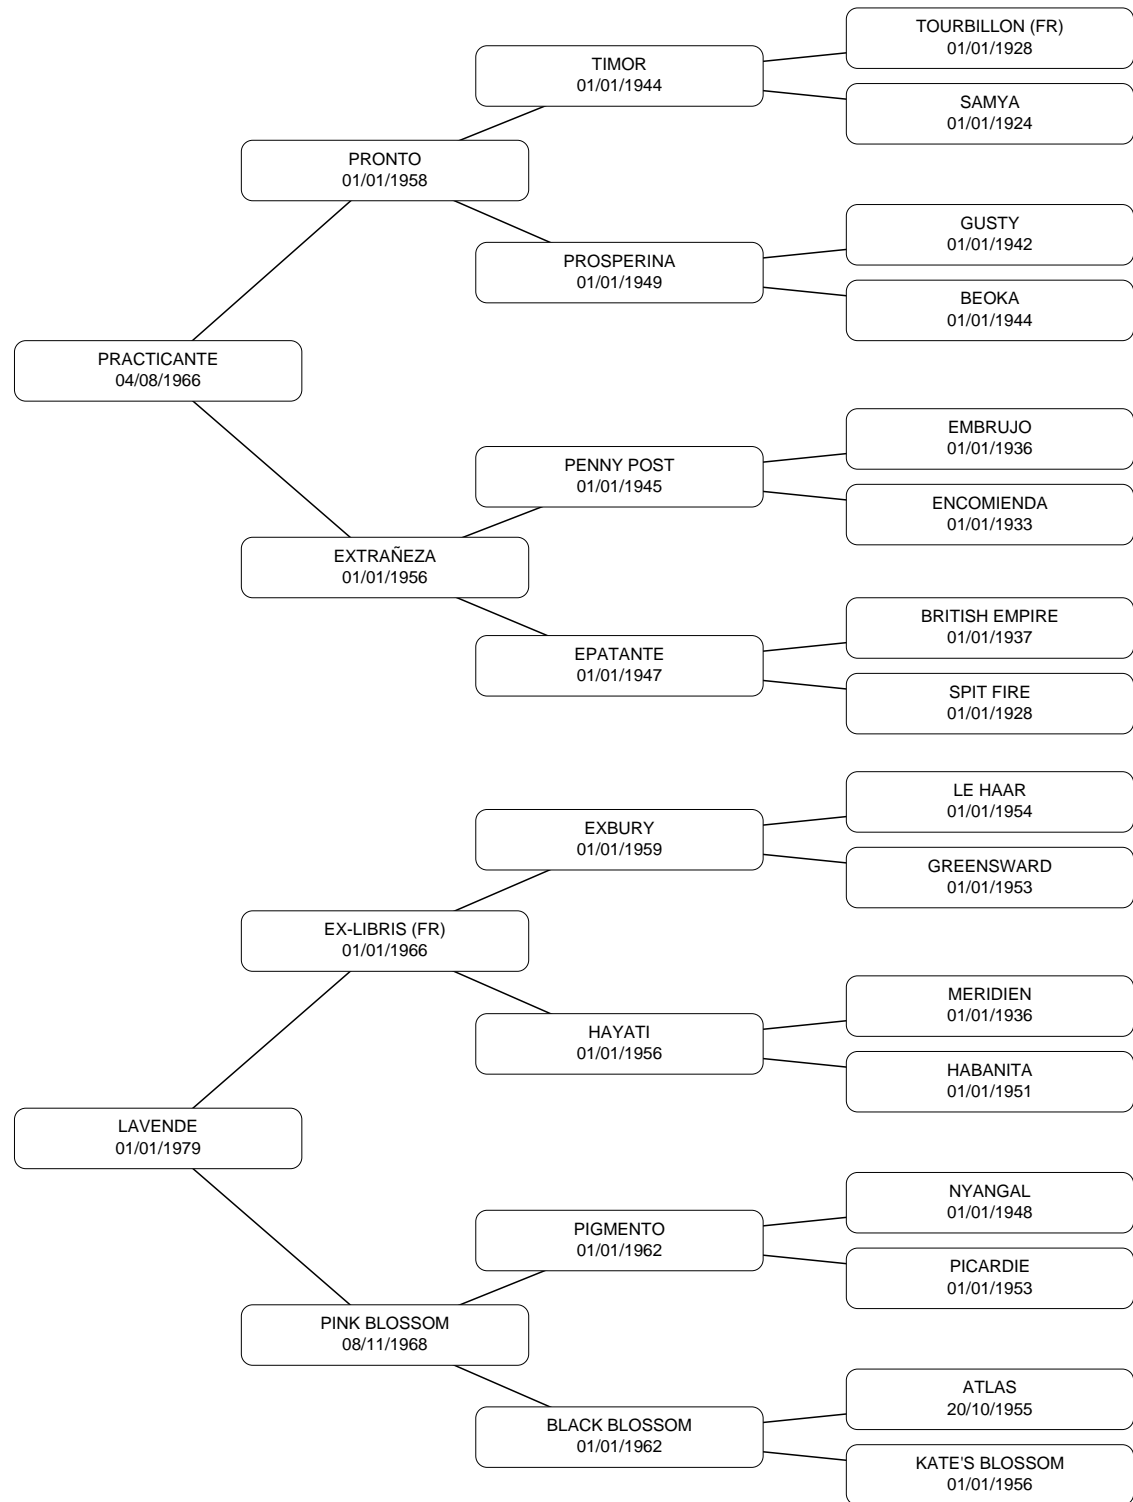 TOURBILLON (FR)
01/01/1928
TIMOR
01/01/1944
SAMYA
01/01/1924
PRONTO
01/01/1958
GUSTY
01/01/1942
PROSPERINA
01/01/1949
BEOKA
01/01/1944
PRACTICANTE
04/08/1966
EMBRUJO
01/01/1936
PENNY POST
01/01/1945
ENCOMIENDA
01/01/1933
EXTRAÑEZA
01/01/1956
BRITISH EMPIRE
01/01/1937
EPATANTE
01/01/1947
SPIT FIRE
01/01/1928
LE HAAR
01/01/1954
EXBURY
01/01/1959
GREENSWARD
01/01/1953
EX-LIBRIS (FR)
01/01/1966
MERIDIEN
01/01/1936
HAYATI
01/01/1956
HABANITA
01/01/1951
LAVENDE
01/01/1979
NYANGAL
01/01/1948
PIGMENTO
01/01/1962
PICARDIE
01/01/1953
PINK BLOSSOM
08/11/1968
ATLAS
20/10/1955
BLACK BLOSSOM
01/01/1962
KATE'S BLOSSOM
01/01/1956